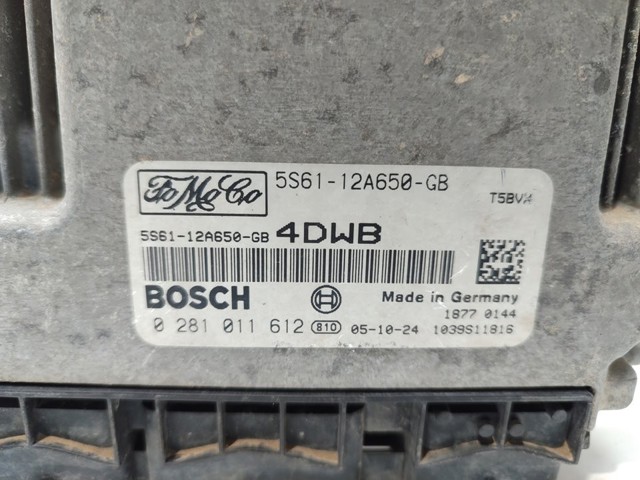 FoMoCo 5S61-12A650-GB
T5BVX
5S61-12A650-GB 4DWB
BOSCH Made in Germany
1877 0144
0 281 011 612 810 05-10-24 1039S11816